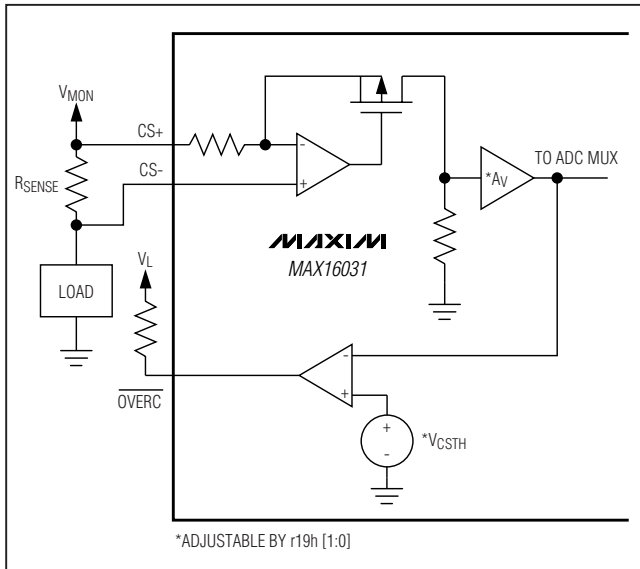 VMON
CS+
RSENSE
CS-
-
+
*AV
TO ADC MUX
MAXIM
MAX16031
VL
LOAD
-
+
OVERC
+
-
*VCSTH
*ADJUSTABLE BY r19h [1:0]